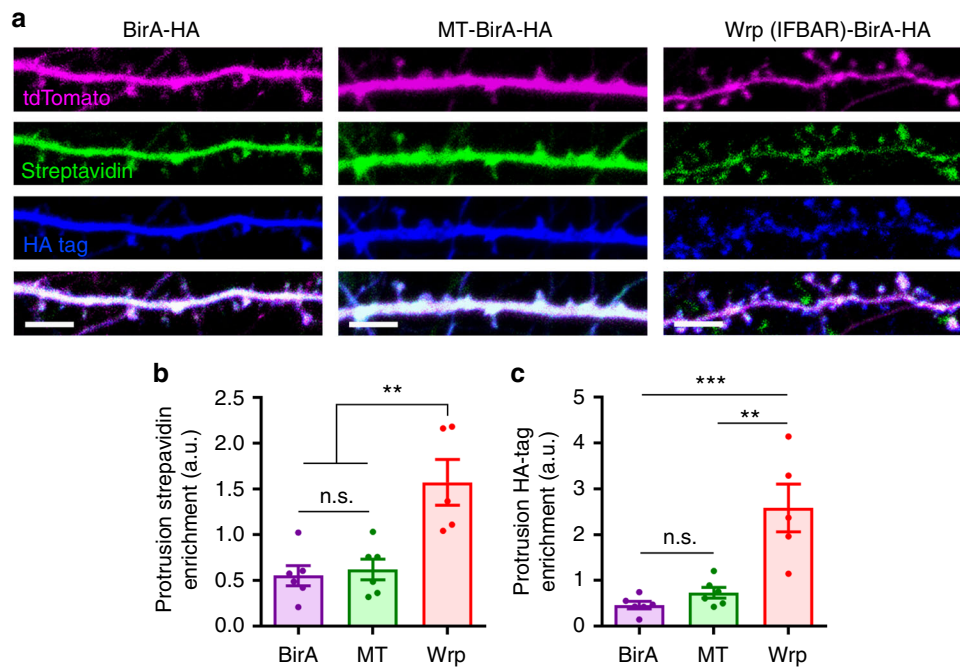 a
BirA-HA
MT-BirA-HA
Wrp (IFBAR)-BirA-HA
tdTomato
Streptavidin
HA tag
b
Protrusion strepavidin
enrichment (a.u.)
2.5
2.0
1.5
1.0
0.5
0.0
**
n.s.
BirA
MT
Wrp
c
Protrusion HA-tag
enrichment (a.u.)
5
4
3
2
1
0
***
**
n.s.
BirA
MT
Wrp